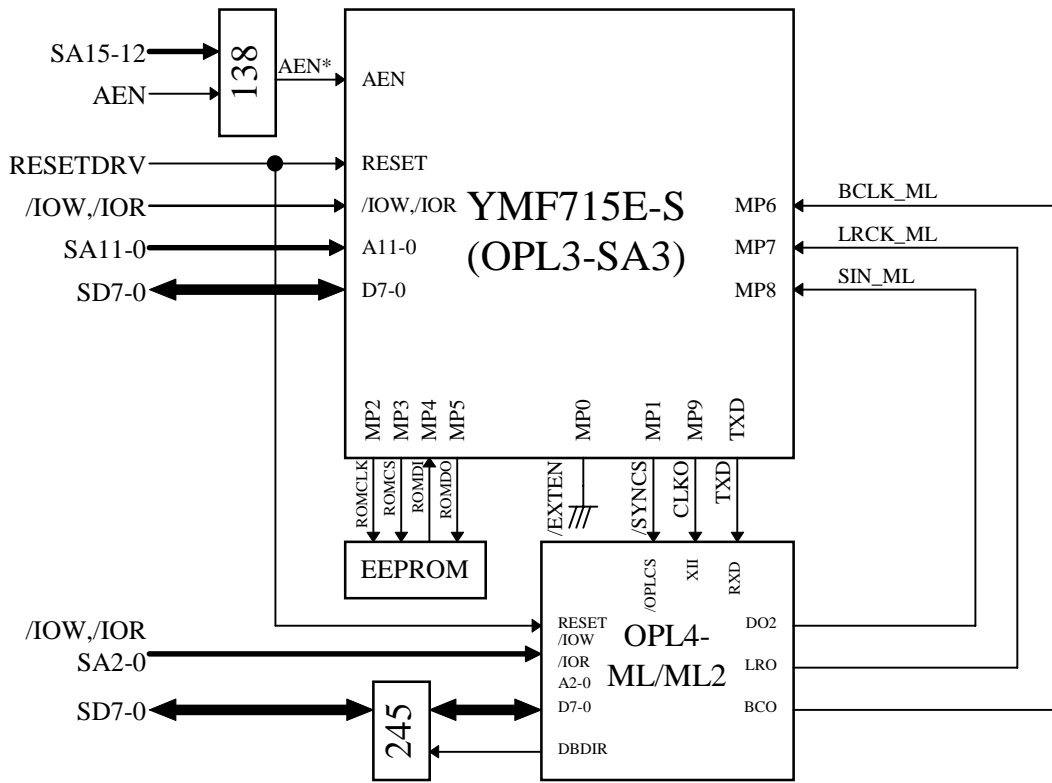 SA15-12
138
AEN*
AEN
AEN
RESETDRV
RESET
/IOW,/IOR
/IOW,/IOR
YMF715E-S
(OPL3-SA3)
MP6
BCLK_ML
SA11-0
A11-0
MP7
LRCK_ML
SD7-0
D7-0
MP8
SIN_ML
MP2
MP3
MP4
MP5
MP0
MP1
MP9
TXD
ROMCLK
ROMCS
ROMDI
ROMDO
/EXTEN
/SYNCS
CLKO
TXD
EEPROM
/OPLCS
XII
RXD
/IOW,/IOR
SA2-0
RESET
/IOW
/IOR
A2-0
OPL4-
ML/ML2
DO2
LRO
SD7-0
245
D7-0
BCO
DBDIR